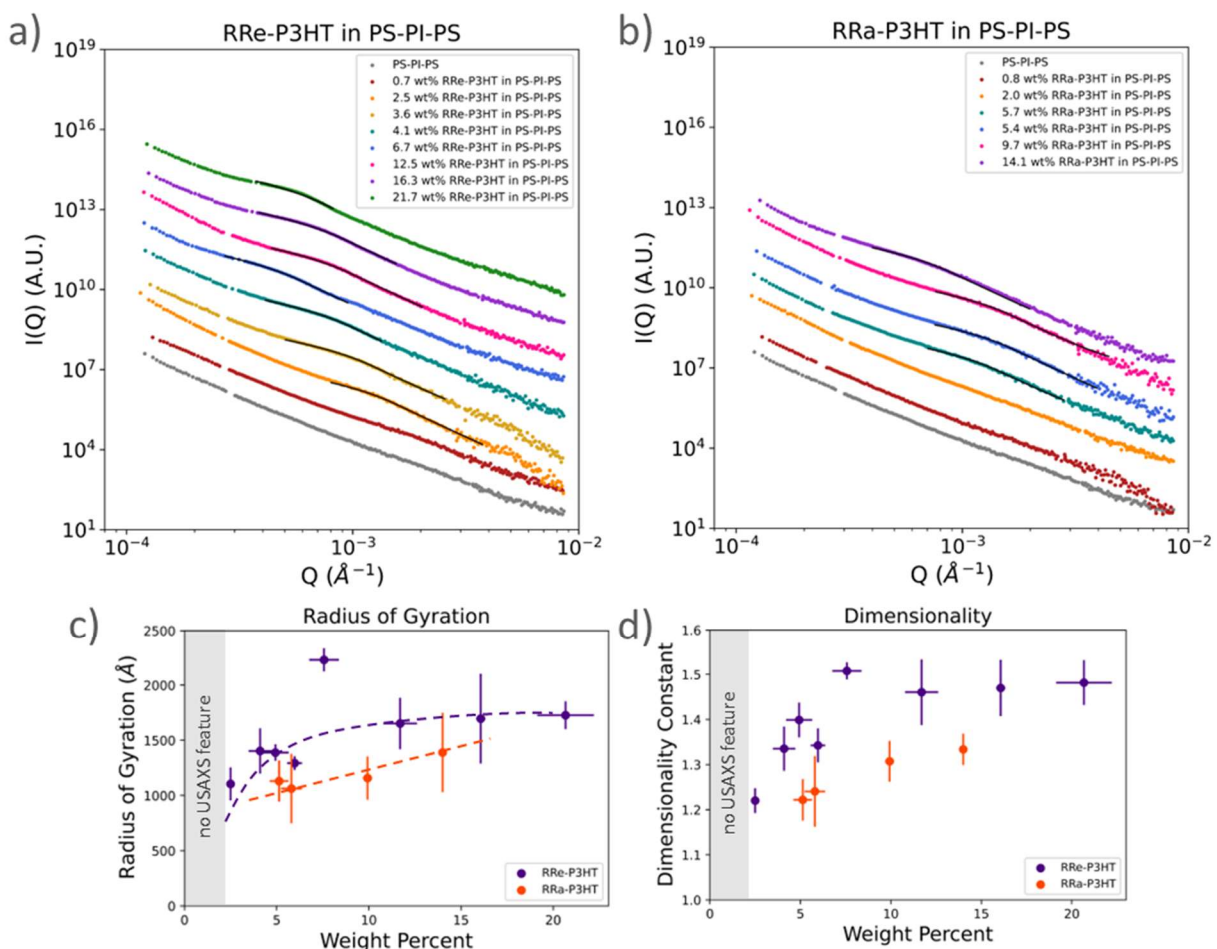 a)
RRe-P3HT in PS-PI-PS
10^19
10^16
10^13
10^10
10^7
10^4
10^1
I(Q) (A.U.)
PS-PI-PS
0.7 wt% RRe-P3HT in PS-PI-PS
2.5 wt% RRe-P3HT in PS-PI-PS
3.6 wt% RRe-P3HT in PS-PI-PS
4.1 wt% RRe-P3HT in PS-PI-PS
6.7 wt% RRe-P3HT in PS-PI-PS
12.5 wt% RRe-P3HT in PS-PI-PS
16.3 wt% RRe-P3HT in PS-PI-PS
21.7 wt% RRe-P3HT in PS-PI-PS
10^−4 10^−3 10^−2
Q (Å^−1)
b)
RRa-P3HT in PS-PI-PS
10^19
10^16
10^13
10^10
10^7
10^4
10^1
I(Q) (A.U.)
PS-PI-PS
0.8 wt% RRa-P3HT in PS-PI-PS
2.0 wt% RRa-P3HT in PS-PI-PS
5.7 wt% RRa-P3HT in PS-PI-PS
5.4 wt% RRa-P3HT in PS-PI-PS
9.7 wt% RRa-P3HT in PS-PI-PS
14.1 wt% RRa-P3HT in PS-PI-PS
10^−4 10^−3 10^−2
Q (Å^−1)
c)
Radius of Gyration
2500
2000
1500
1000
500
0
Radius of Gyration (Å)
no USAXS feature
RRe-P3HT
RRa-P3HT
0 5 10 15 20
Weight Percent
d)
Dimensionality
1.6
1.5
1.4
1.3
1.2
1.1
1.0
Dimensionality Constant
no USAXS feature
RRe-P3HT
RRa-P3HT
0 5 10 15 20
Weight Percent